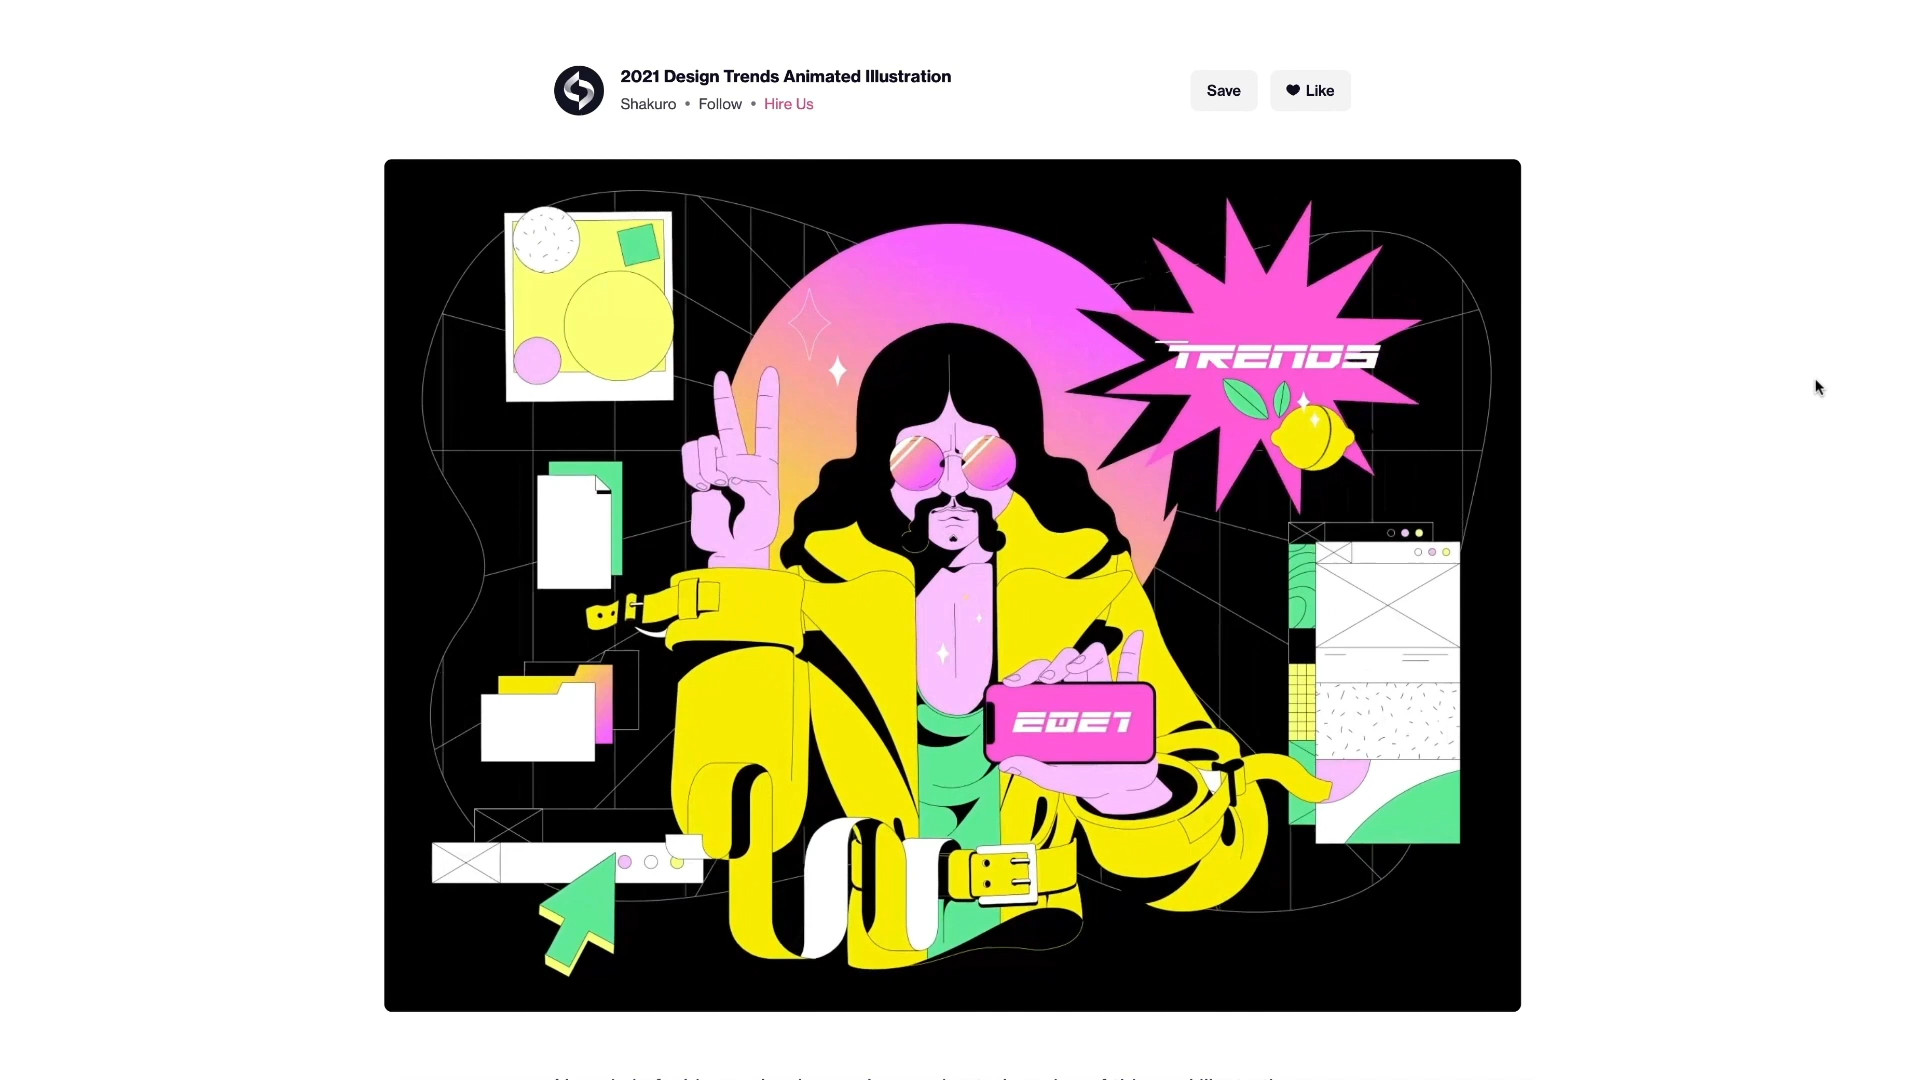 2021 Design Trends Animated Illustration
Shakuro • Follow • Hire Us
Save
Like
TRENDS
2021